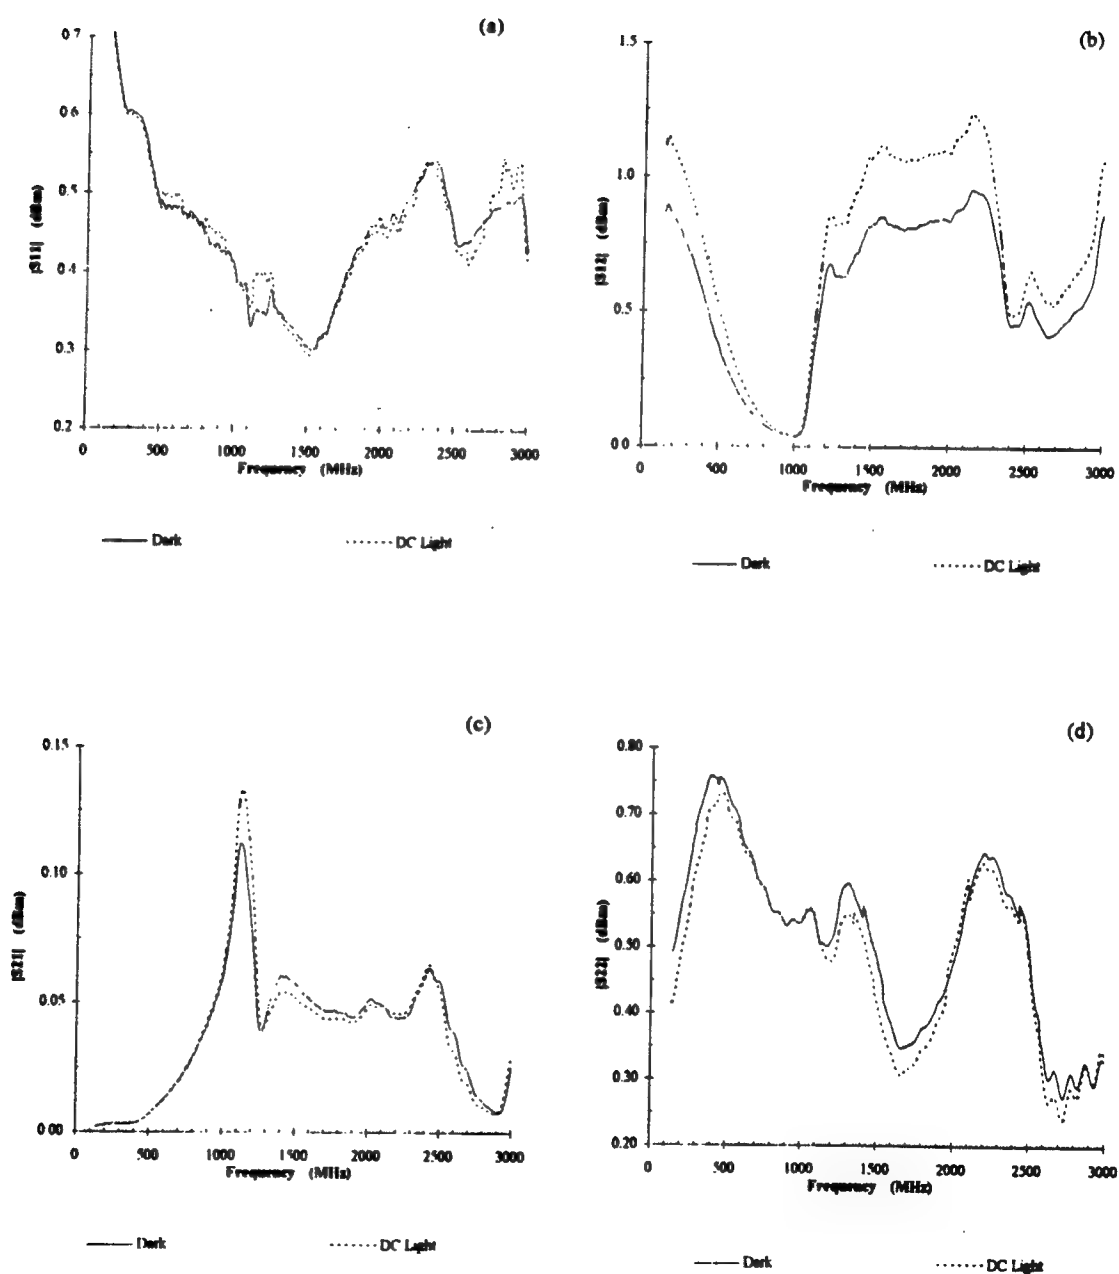 (a)
0.7
0.6
0.5
0.4
0.3
0.2
|S11| (dBm)
0 500 1000 1500 2000 2500 3000
Frequency (MHz)
Dark DC Light
(b)
1.5
1.0
0.5
0.0
|S12| (dBm)
0 500 1000 1500 2000 2500 3000
Frequency (MHz)
Dark DC Light
(c)
0.15
0.10
0.05
0.00
|S21| (dBm)
0 500 1000 1500 2000 2500 3000
Frequency (MHz)
Dark DC Light
(d)
0.80
0.70
0.60
0.50
0.40
0.30
0.20
|S22| (dBm)
0 500 1000 1500 2000 2500 3000
Frequency (MHz)
Dark DC Light